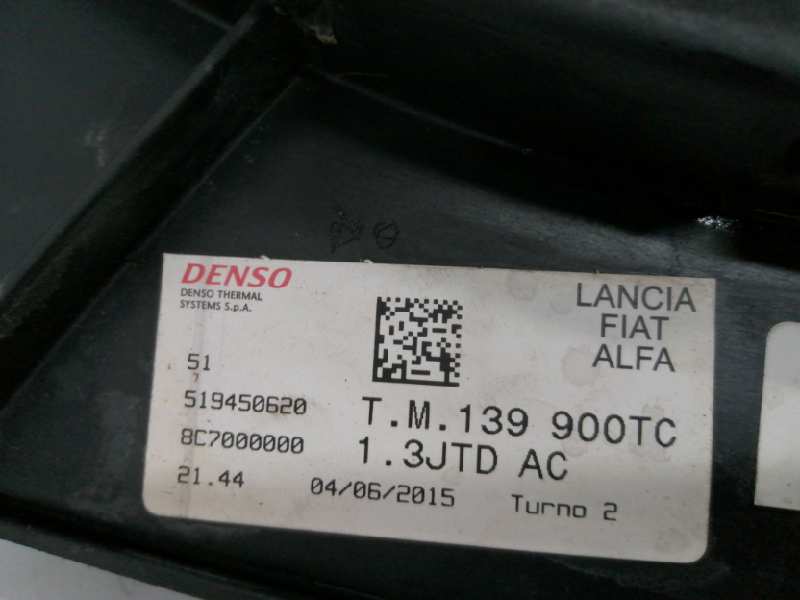 DENSO
DENSO THERMAL
SYSTEMS S.p.A.
LANCIA
FIAT
ALFA
51
519450620
T.M.139 900TC
8C7000000
1.3JTD AC
21.44
04/06/2015
Turno 2